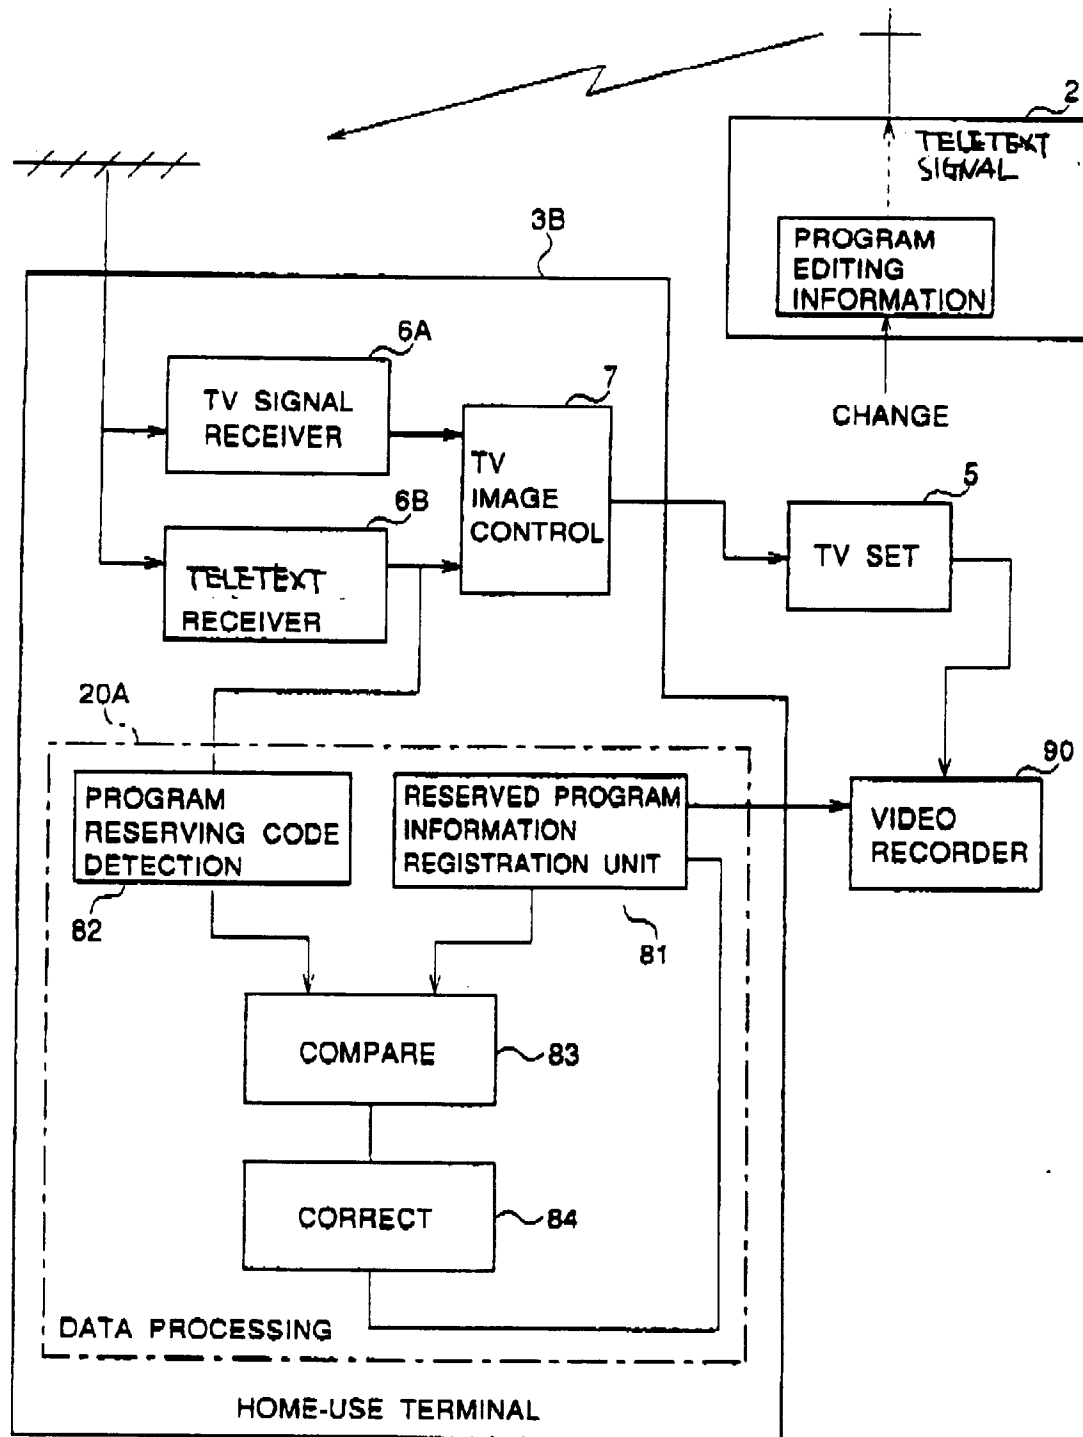 2
TELETEXT
SIGNAL
3B
PROGRAM
EDITING
INFORMATION
6A
TV SIGNAL
RECEIVER
7
TV
IMAGE
CONTROL
CHANGE
6B
TELETEXT
RECEIVER
5
TV SET
20A
PROGRAM
RESERVING CODE
DETECTION
82
RESERVED PROGRAM
INFORMATION
REGISTRATION UNIT
81
90
VIDEO
RECORDER
COMPARE
83
CORRECT
84
DATA PROCESSING
HOME-USE TERMINAL